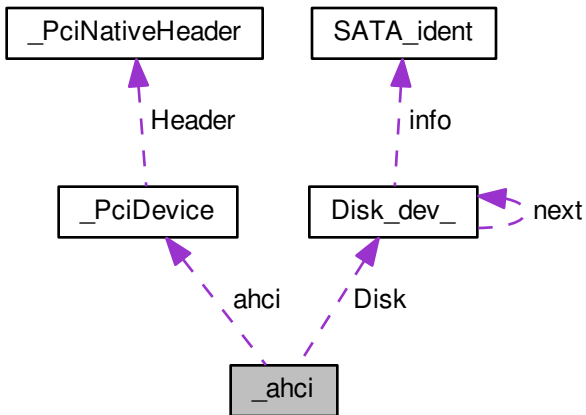 _PciNativeHeader
SATA_ident
Header
info
_PciDevice
Disk_dev_
next
ahci
Disk
_ahci